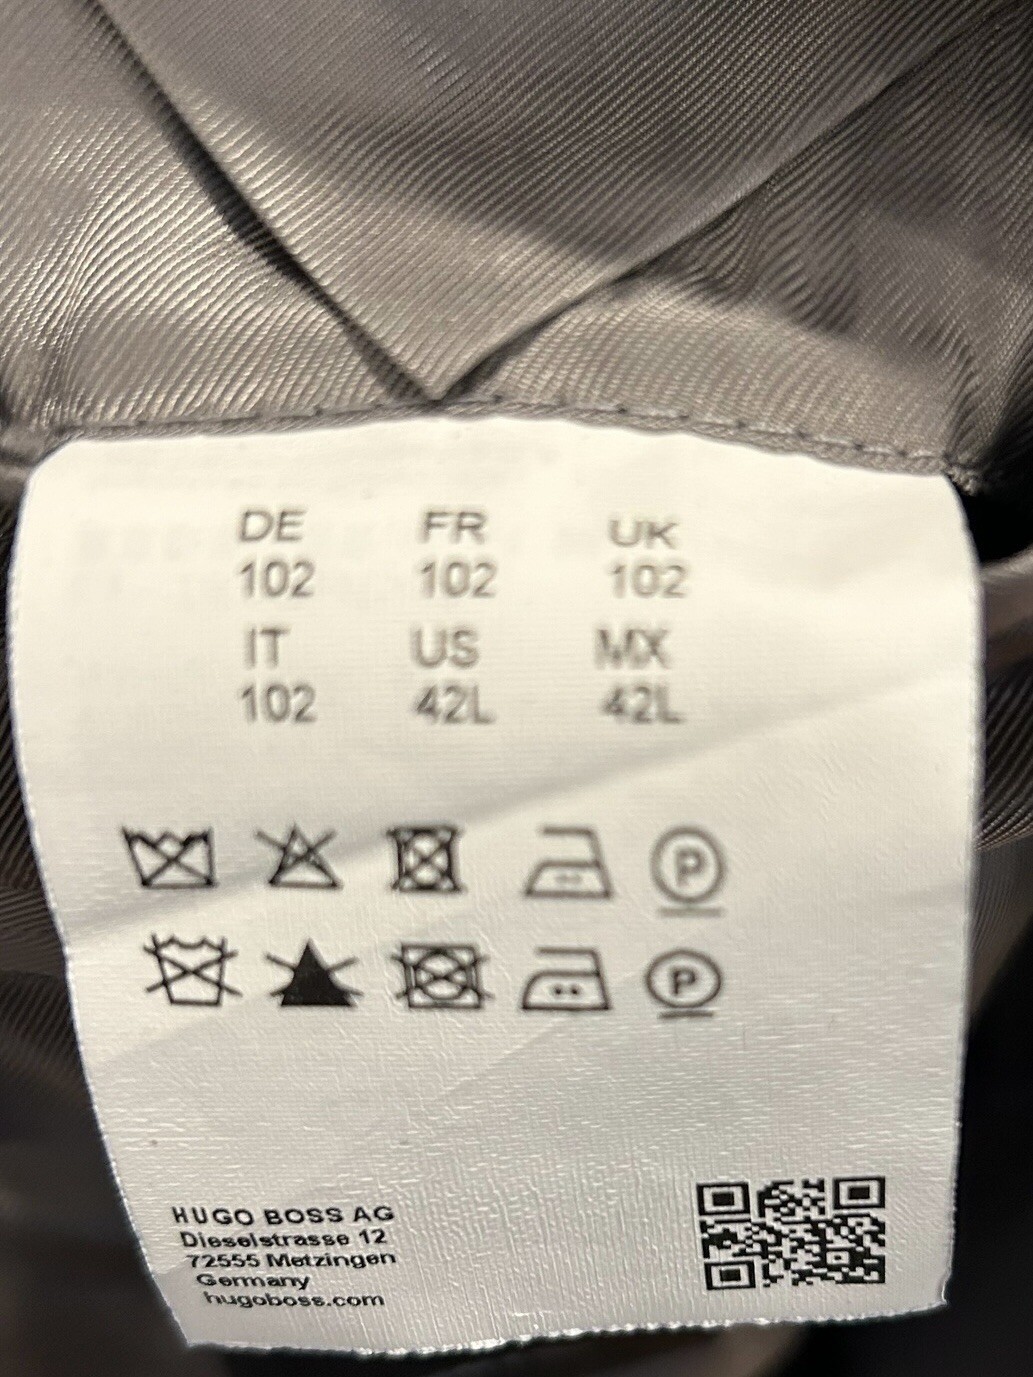 DE FR UK
102 102 102
IT US MX
102 42L 42L
P
P
HUGO BOSS AG
Dieselstrasse 12
72555 Metzingen
Germany
hugoboss.com